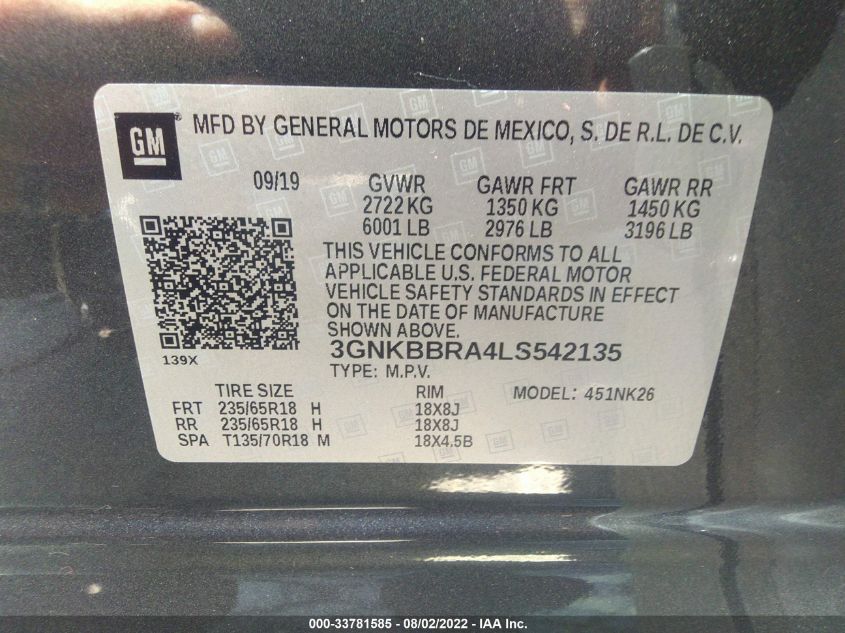 GM
MFD BY GENERAL MOTORS DE MEXICO, S. DE R.L. DE C.V.
09/19 GVWR GAWR FRT GAWR RR
2722 KG 1350 KG 1450 KG
6001 LB 2976 LB 3196 LB
THIS VEHICLE CONFORMS TO ALL
APPLICABLE U.S. FEDERAL MOTOR
VEHICLE SAFETY STANDARDS IN EFFECT
ON THE DATE OF MANUFACTURE
SHOWN ABOVE.
139X
3GNKBBRA4LS542135
TYPE: M.P.V.
TIRE SIZE RIM MODEL: 451NK26
FRT 235/65R18 H 18X8J
RR 235/65R18 H 18X8J
SPA T135/70R18 M 18X4.5B
000-33781585 - 08/02/2022 - IAA Inc.